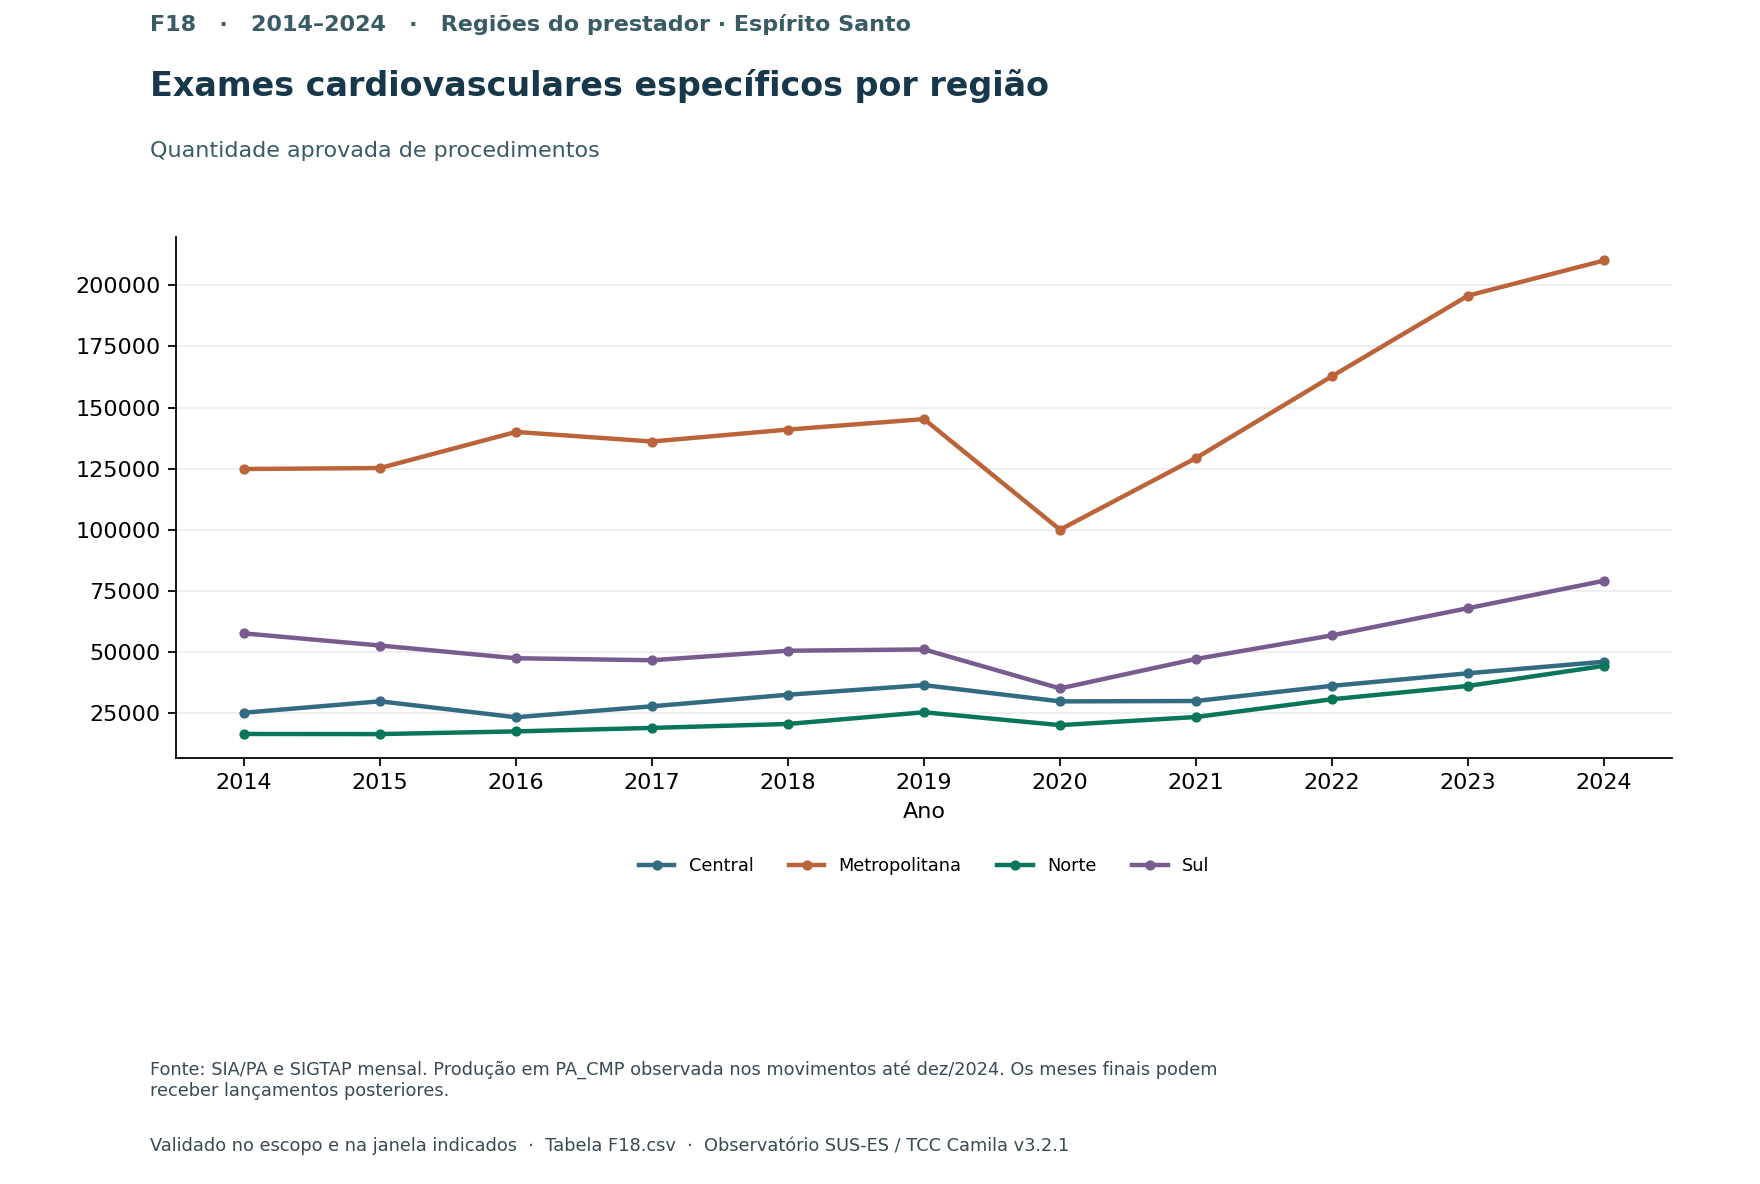 F18 · 2014–2024 · Regiões do prestador · Espírito Santo
Exames cardiovasculares específicos por região
Quantidade aprovada de procedimentos
200000
175000
150000
125000
100000
75000
50000
25000
2014 2015 2016 2017 2018 2019 2020 2021 2022 2023 2024
Ano
Central Metropolitana Norte Sul
Fonte: SIA/PA e SIGTAP mensal. Produção em PA_CMP observada nos movimentos até dez/2024. Os meses finais podem
receber lançamentos posteriores.
Validado no escopo e na janela indicados · Tabela F18.csv · Observatório SUS-ES / TCC Camila v3.2.1